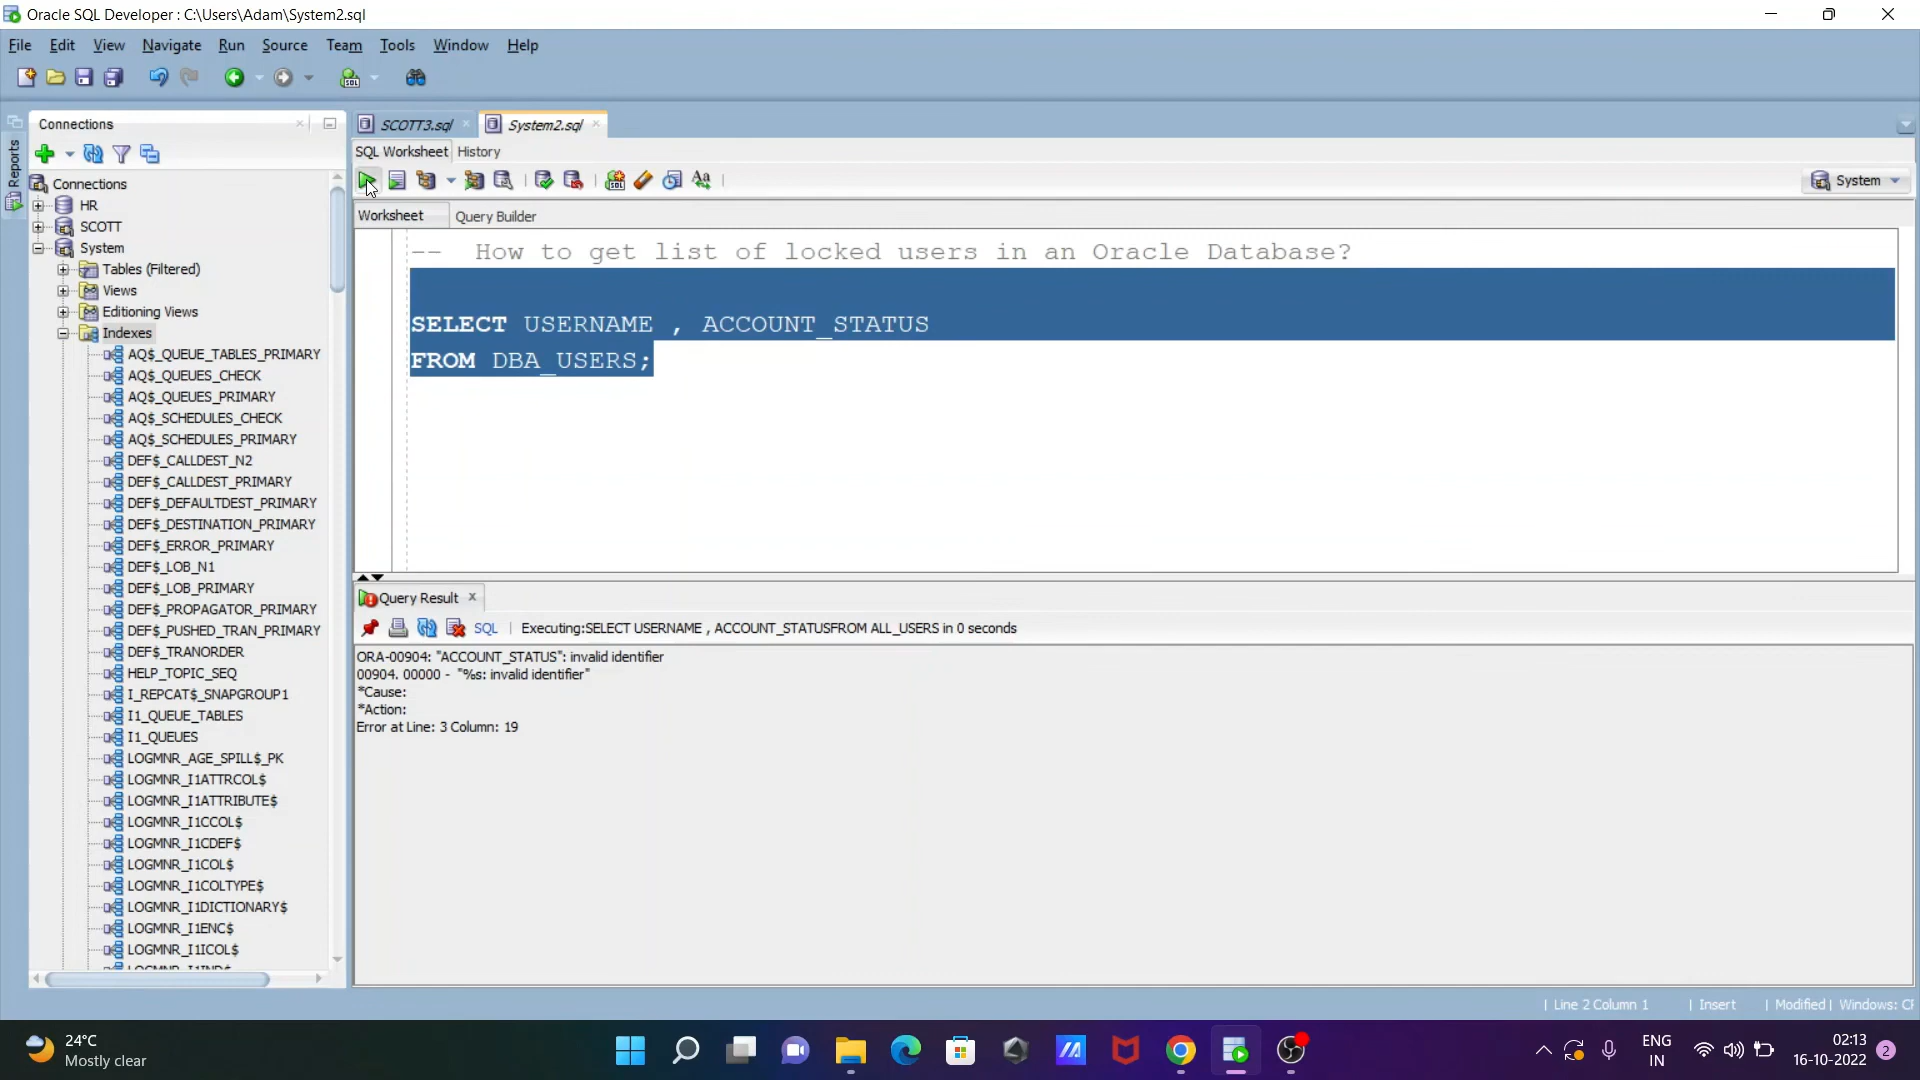 Oracle SQL Developer : C:\Users\Adam\System2.sql
File Edit View Navigate Run Source Team Tools Window Help
Reports
Connections
SCOTT3.sql
System2.sql
SQL Worksheet History
System
Worksheet Query Builder
Connections
HR
SCOTT
System
Tables (Filtered)
Views
Editioning Views
Indexes
AQ$_QUEUE_TABLES_PRIMARY
AQ$_QUEUES_CHECK
AQ$_QUEUES_PRIMARY
AQ$_SCHEDULES_CHECK
AQ$_SCHEDULES_PRIMARY
DEF$_CALLDEST_N2
DEF$_CALLDEST_PRIMARY
DEF$_DEFAULTDEST_PRIMARY
DEF$_DESTINATION_PRIMARY
DEF$_ERROR_PRIMARY
DEF$_LOB_N1
DEF$_LOB_PRIMARY
DEF$_PROPAGATOR_PRIMARY
DEF$_PUSHED_TRAN_PRIMARY
DEF$_TRANORDER
HELP_TOPIC_SEQ
I_REPCAT$_SNAPGROUP1
I1_QUEUE_TABLES
I1_QUEUES
LOGMNR_AGE_SPILL$_PK
LOGMNR_I1ATTRCOL$
LOGMNR_I1ATTRIBUTE$
LOGMNR_I1CCOL$
LOGMNR_I1CDEF$
LOGMNR_I1COL$
LOGMNR_I1COLTYPE$
LOGMNR_I1DICTIONARY$
LOGMNR_I1ENC$
LOGMNR_I1ICOL$
-- How to get list of locked users in an Oracle Database?
SELECT USERNAME , ACCOUNT_STATUS
FROM DBA_USERS;
Query Result
SQL | Executing:SELECT USERNAME , ACCOUNT_STATUSFROM ALL_USERS in 0 seconds
ORA-00904: "ACCOUNT_STATUS": invalid identifier
00904. 00000 - "%s: invalid identifier"
*Cause:
*Action:
Error at Line: 3 Column: 19
| Line 2 Column 1 | Insert | Modified | Windows: CF
24°C
Mostly clear
ENG
IN
02:13
16-10-2022
2